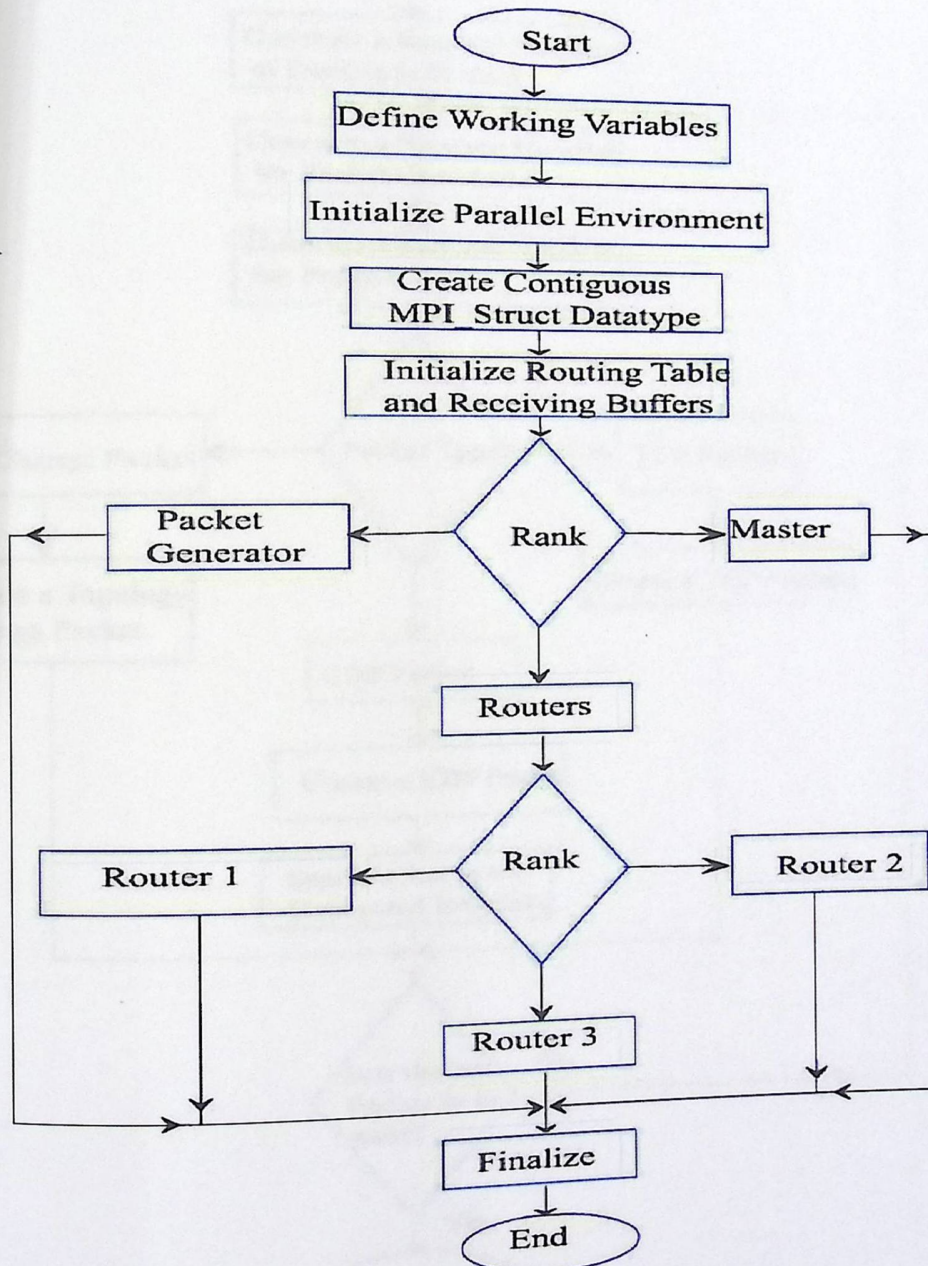 Start
Define Working Variables
Initialize Parallel Environment
Create Contiguous
MPI_Struct Datatype
Initialize Routing Table
and Receiving Buffers
Packet
Generator
Rank
Master
Routers
Router 1
Rank
Router 2
Router 3
Finalize
End